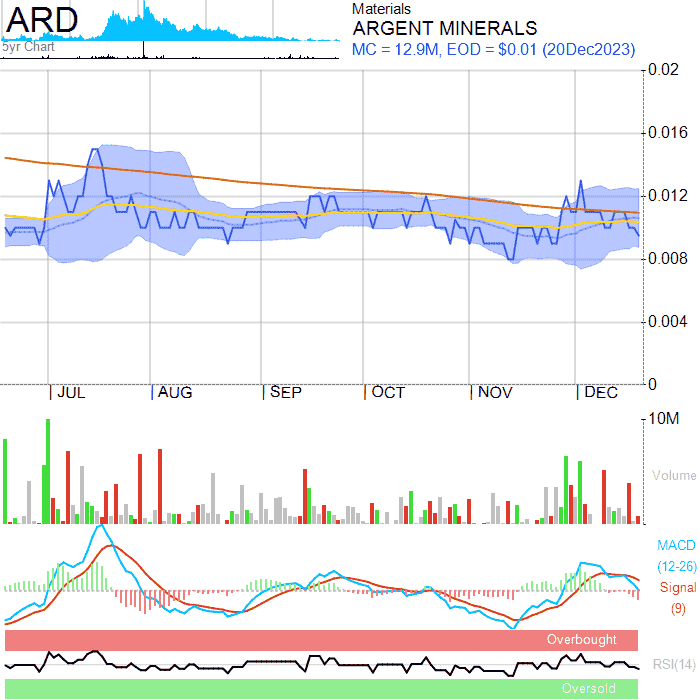 ARD
5yr Chart
Materials
ARGENT MINERALS
MC = 12.9M, EOD = $0.01 (20Dec2023)
0.02
0.016
0.012
0.008
0.004
0
JUL AUG SEP OCT NOV DEC
10M
Volume
MACD
(12-26)
Signal
(9)
Overbought
RSI(14)
Oversold